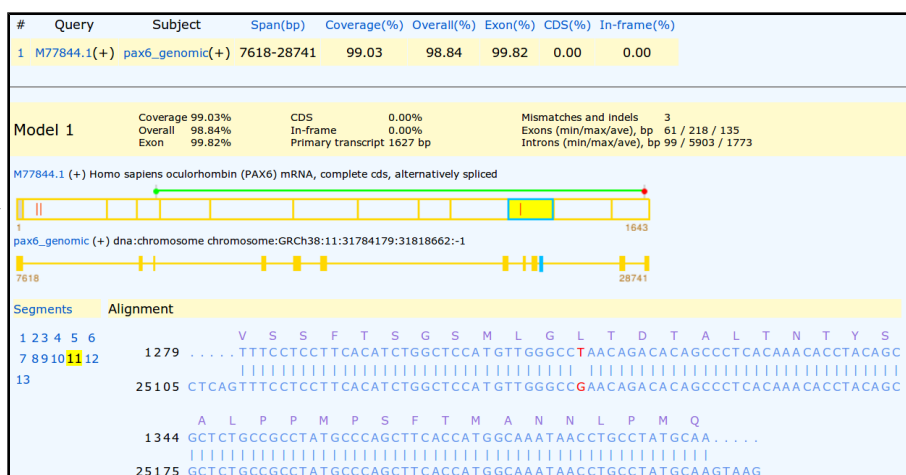 # Query Subject Span(bp) Coverage(%) Overall(%) Exon(%) CDS(%) In-frame(%)
1 M77844.1(+) pax6_genomic(+) 7618-28741 99.03 98.84 99.82 0.00 0.00
Model 1
Coverage 99.03% CDS 0.00% Mismatches and indels 3
Overall 98.84% In-frame 0.00% Exons (min/max/ave), bp 61 / 218 / 135
Exon 99.82% Primary transcript 1627 bp Introns (min/max/ave), bp 99 / 5903 / 1773
M77844.1 (+) Homo sapiens oculorhombin (PAX6) mRNA, complete cds, alternatively spliced
1 1643
pax6_genomic (+) dna:chromosome chromosome:GRCh38:11:31784179:31818662:-1
7618 28741
Segments Alignment
1 2 3 4 5 6
7 8 9 10 11 12
13
V S S F T S G S M L G L T D T A L T N T Y S
1279 .....TTTCCTCCTTCACATCTGGCTCCATGTTGGGCCTAACAGACACAGCCCTCACAAACACCTACAGC
25105 CTCAGTTTCCTCCTTCACATCTGGCTCCATGTTGGGCCGAACAGACACAGCCCTCACAAACACCTACAGC
A L P P M P S F T M A N N L P M Q
1344 GCTCTGCCGCCTATGCCCAGCTTCACCATGGCAAATAACCTGCCTATGCAA.....
25175 GCTCTGCCGCCTATGCCCAGCTTCACCATGGCAAATAACCTGCCTATGCAAGTAAG